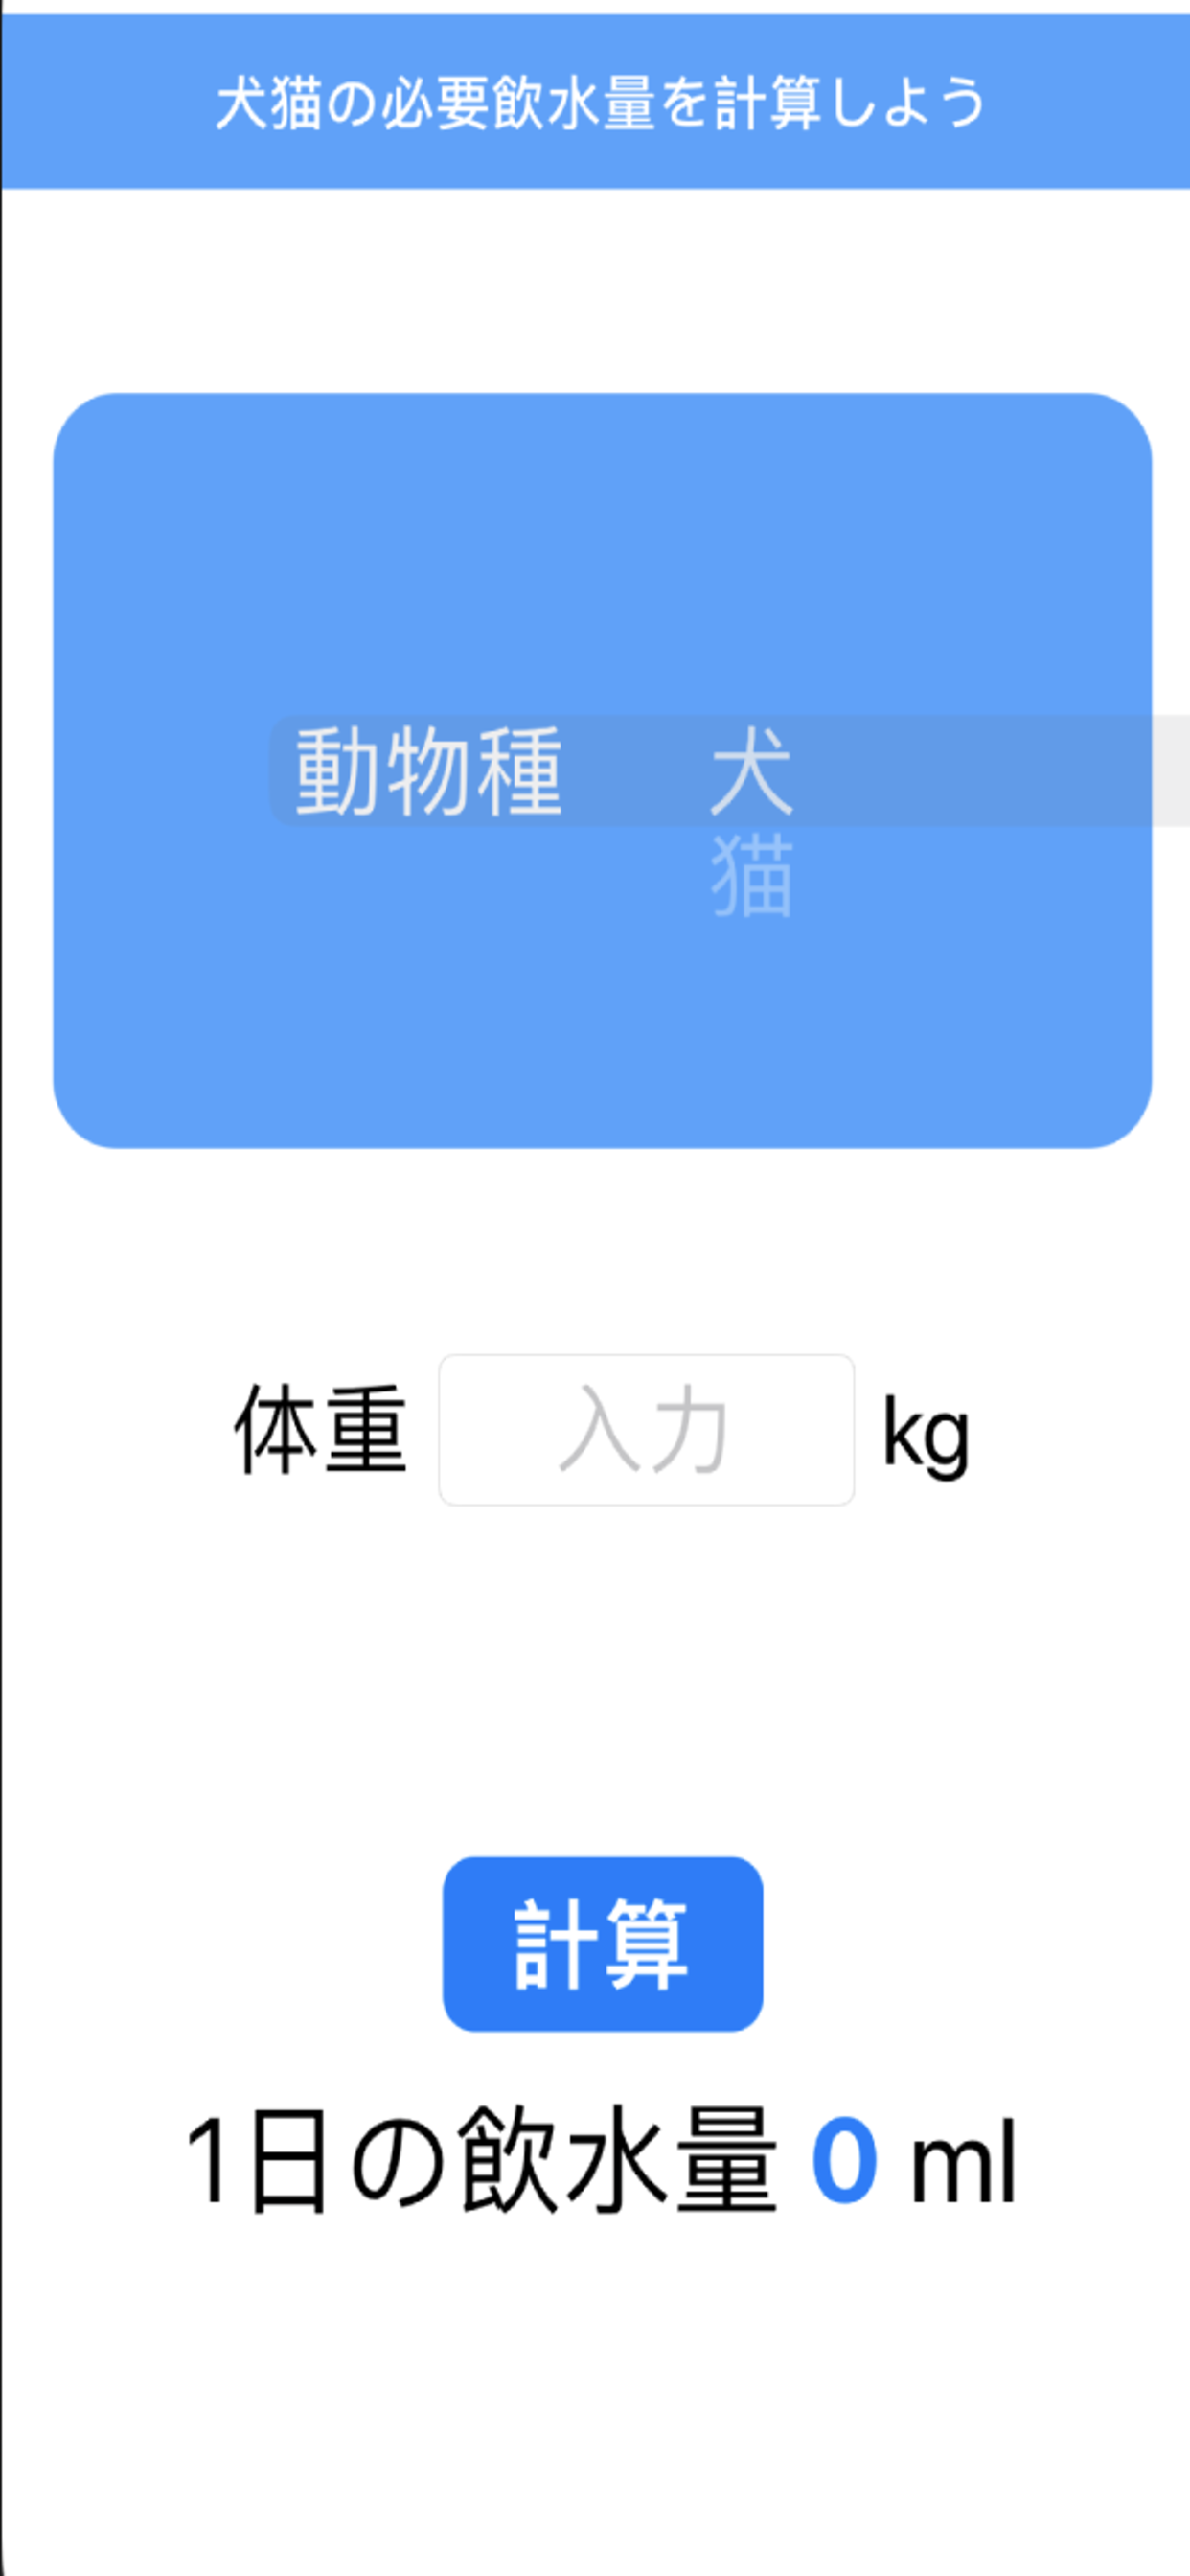 犬猫の必要飲水量を計算しよう
動物種 犬
猫
体重 入力 kg
計算
1日の飲水量 0 ml